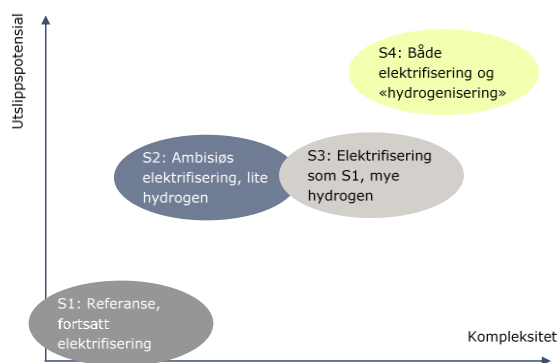 Utslippspotensial
S4: Både
elektrifisering og
«hydrogenisering»
S2: Ambisiøs
elektrifisering, lite
hydrogen
S3: Elektrifisering
som S1, mye
hydrogen
S1: Referanse,
fortsatt
elektrifisering
Kompleksitet